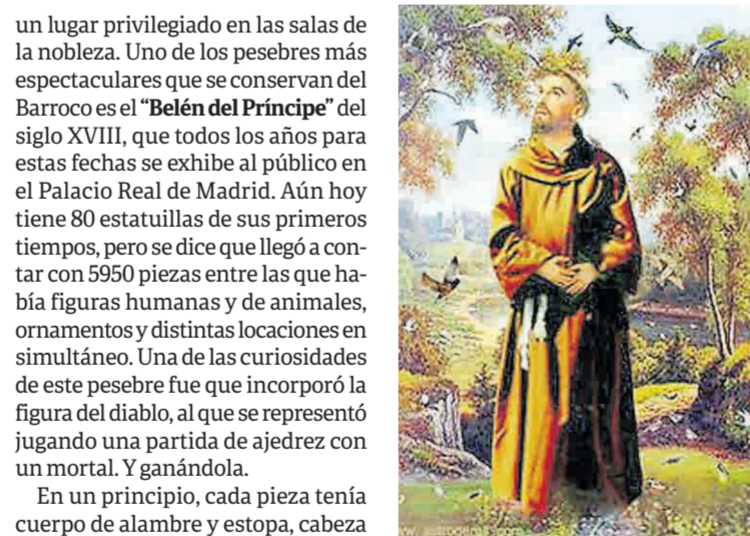 un lugar privilegiado en las salas de
la nobleza. Uno de los pesebres más
espectaculares que se conservan del
Barroco es el “Belén del Príncipe” del
siglo XVIII, que todos los años para
estas fechas se exhibe al público en
el Palacio Real de Madrid. Aún hoy
tiene 80 estatuillas de sus primeros
tiempos, pero se dice que llegó a con-
tar con 5950 piezas entre las que ha-
bía figuras humanas y de animales,
ornamentos y distintas locaciones en
simultáneo. Una de las curiosidades
de este pesebre fue que incorporó la
figura del diablo, al que se representó
jugando una partida de ajedrez con
un mortal. Y ganándola.
En un principio, cada pieza tenía
cuerpo de alambre y estopa, cabeza